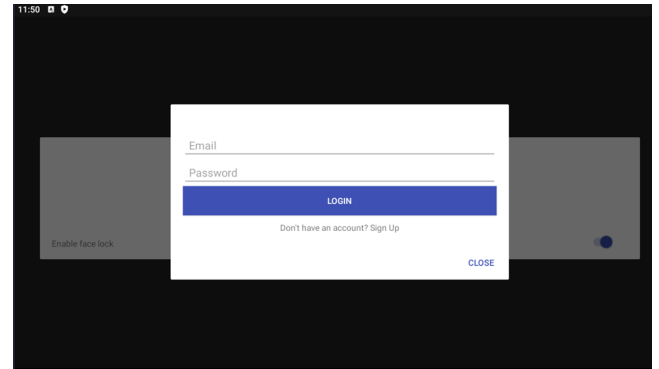 11:50
Email
Password
LOGIN
Don't have an account? Sign Up
Enable face lock
CLOSE